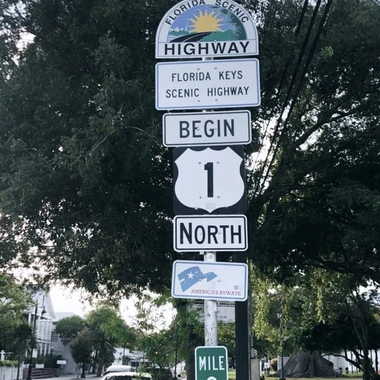 FLORIDA SCENIC
HIGHWAY
FLORIDA KEYS
SCENIC HIGHWAY
BEGIN
1
NORTH
AMERICA'S BYWAYS
MILE